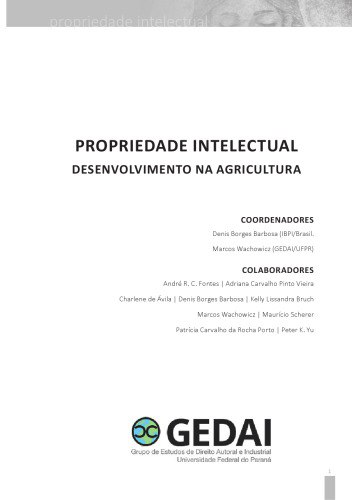 propriedade intelectual
PROPRIEDADE INTELECTUAL
DESENVOLVIMENTO NA AGRICULTURA
COORDENADORES
Denis Borges Barbosa (IBPI/Brasil.
Marcos Wachowicz (GEDAI/UFPR)
COLABORADORES
André R. C. Fontes | Adriana Carvalho Pinto Vieira
Charlene de Ávila | Denis Borges Barbosa | Kelly Lissandra Bruch
Marcos Wachowicz | Maurício Scherer
Patrícia Carvalho da Rocha Porto | Peter K. Yu
GEDAI
Grupo de Estudos de Direito Autoral e Industrial
Universidade Federal do Paraná
1